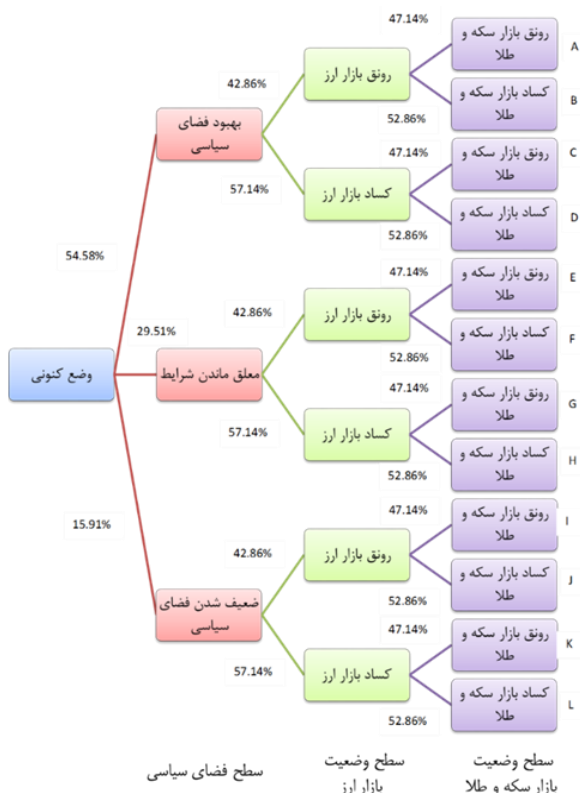 47.14%
رونق بازار سکه و
طلا
A
رونق بازار ارز
42.86%
کساد بازار سکه و
طلا
B
بهبود فضای
سیاسی
52.86%
47.14%
رونق بازار سکه و
طلا
C
57.14%
کساد بازار ارز
کساد بازار سکه و
طلا
D
52.86%
54.58%
47.14%
رونق بازار سکه و
طلا
E
42.86%
رونق بازار ارز
29.51%
کساد بازار سکه و
طلا
F
52.86%
وضع کنونی
معلق ماندن شرایط
47.14%
رونق بازار سکه و
طلا
G
57.14%
کساد بازار ارز
کساد بازار سکه و
طلا
H
52.86%
47.14%
رونق بازار سکه و
طلا
I
15.91%
42.86%
رونق بازار ارز
کساد بازار سکه و
طلا
J
52.86%
ضعیف شدن فضای
سیاسی
47.14%
رونق بازار سکه و
طلا
K
57.14%
کساد بازار ارز
کساد بازار سکه و
طلا
L
52.86%
سطح فضای سیاسی
سطح وضعیت
بازار ارز
سطح وضعیت
بازار سکه و طلا